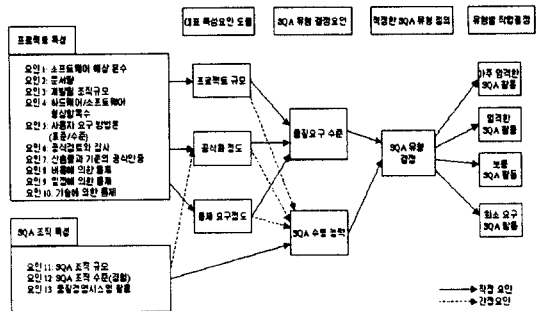 대표 특성요인 도출
SQA 유형 결정요인
적정한 SQA 유형 정의
유형별 작업결정
프로젝트 특성
요인 1: 소프트웨어 예상 본수
요인 2: 문서량
요인 3: 개발팀 조직규모
요인 4: 하드웨어/소프트웨어
형상항목수
요인 5: 사용자 요구 방법론
(표준/수준)
요인 6: 공식검토와 감사
요인 7: 산출물과 기준의 공식인증
요인 8: 비용에 의한 통제
요인 9: 일정에 의한 통제
요인 10: 기술에 의한 통제
프로젝트 규모
공식화 정도
통제 요구정도
품질요구 수준
SQA 수행 능력
SQA 유형
결정
아주 엄격한
SQA 활동
엄격한
SQA 활동
보통
SQA 활동
최소 요구
SQA 활동
SQA 조직 특성
요인 11: SQA 조직 규모
요인 12: SQA 조직 수준(경험)
요인 13: 품질경영시스템 활용
직접 요인
간접요인